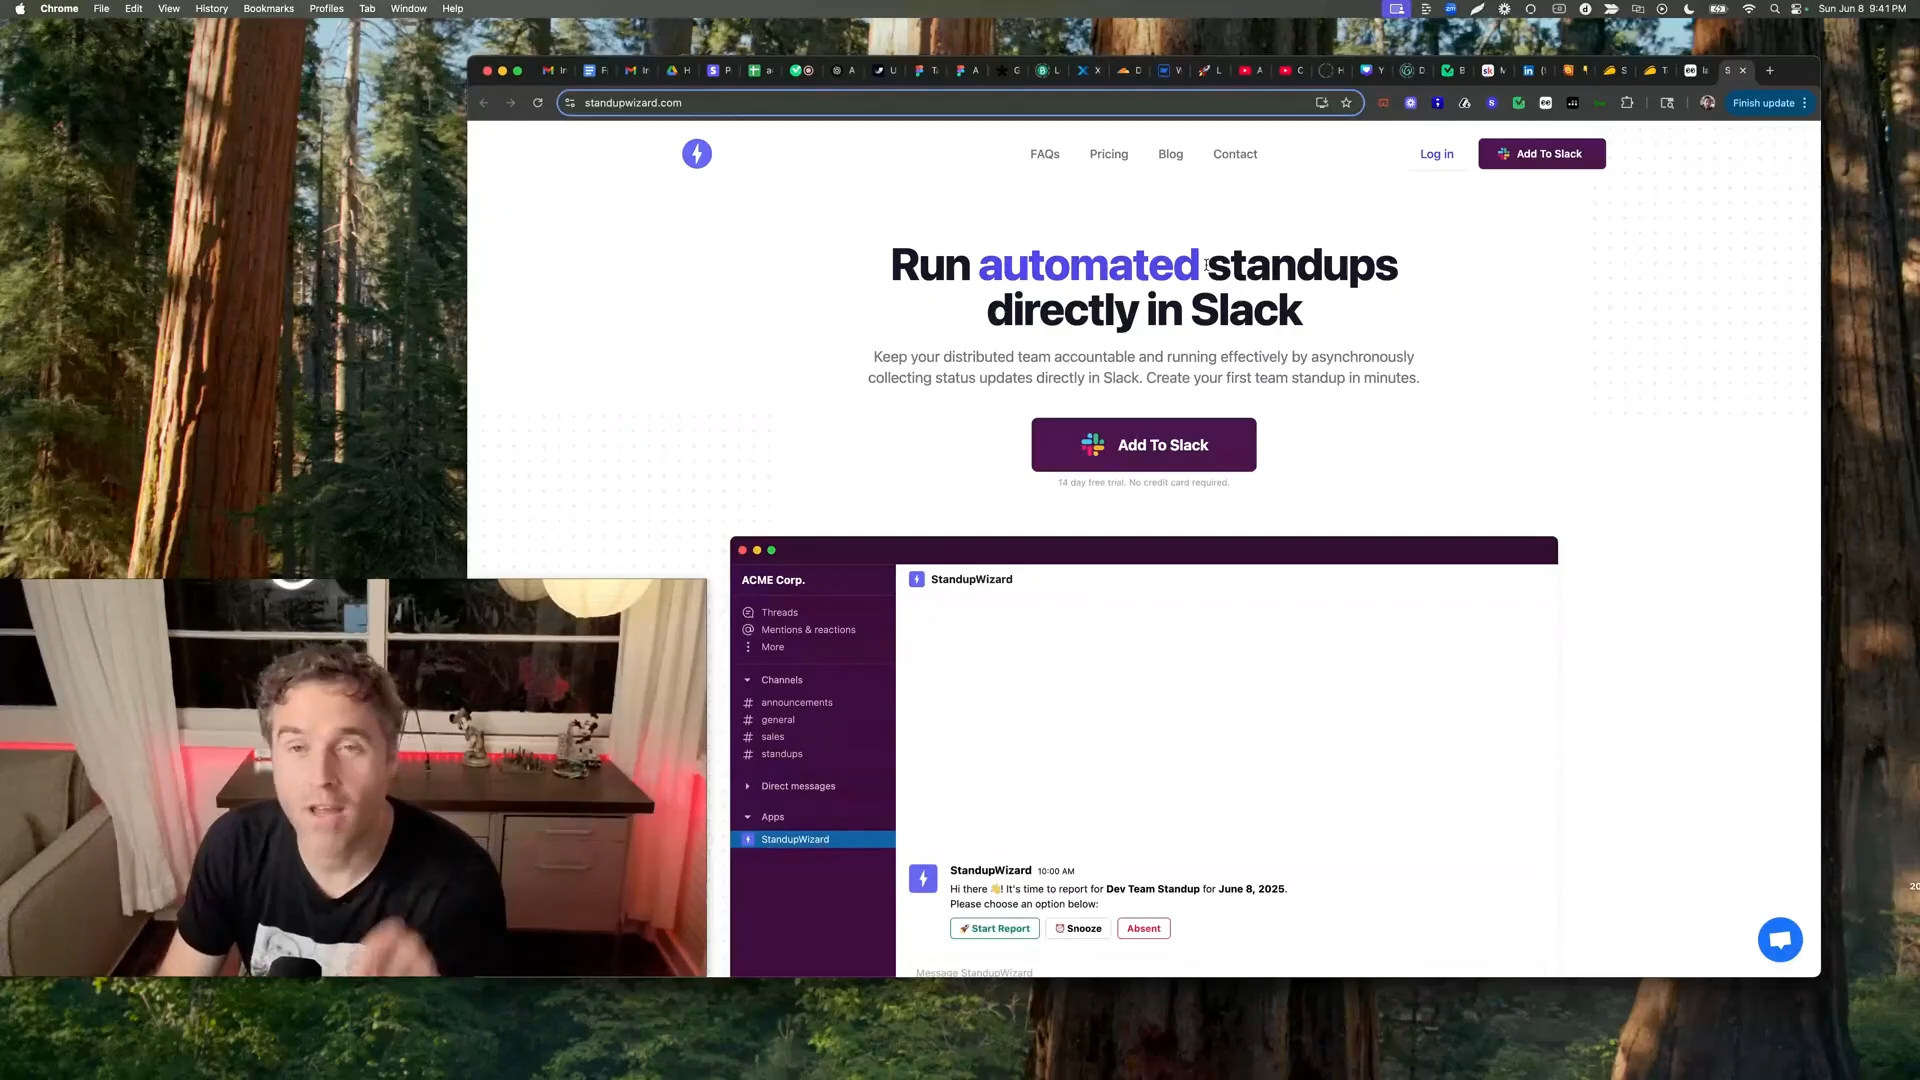 Chrome File Edit View History Bookmarks Profiles Tab Window Help
Sun Jun 8 9:41 PM
standupwizard.com
Finish update
FAQs Pricing Blog Contact
Log in
Add To Slack
Run automated standups
directly in Slack
Keep your distributed team accountable and running effectively by asynchronously
collecting status updates directly in Slack. Create your first team standup in minutes.
Add To Slack
14 day free trial. No credit card required.
ACME Corp.
Threads
Mentions & reactions
More
Channels
# announcements
# general
# sales
# standups
Direct messages
Apps
StandupWizard
StandupWizard
StandupWizard 10:00 AM
Hi there 👋! It's time to report for Dev Team Standup for June 8, 2025.
Please choose an option below:
🚀 Start Report
⏰ Snooze
Absent
Message StandupWizard